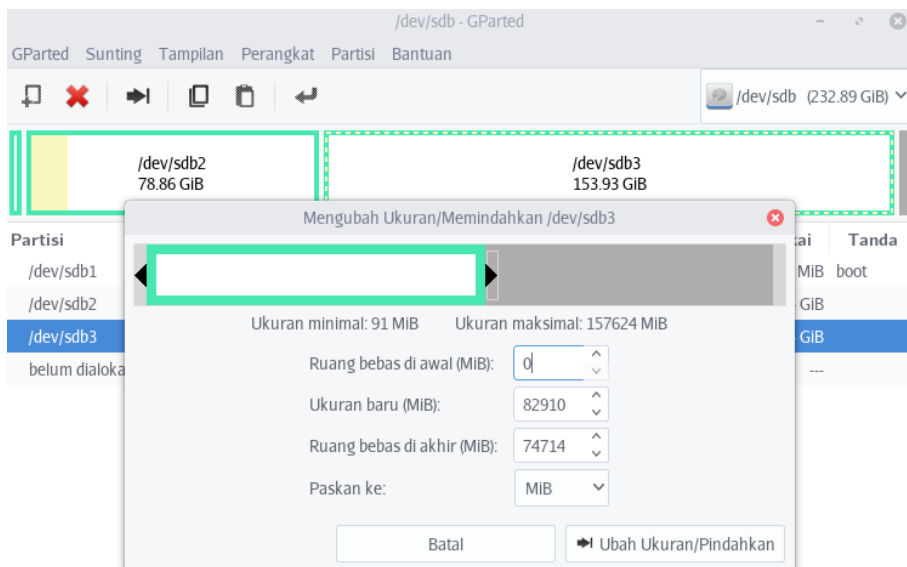 /dev/sdb - GParted
GParted Sunting Tampilan Perangkat Partisi Bantuan
/dev/sdb (232.89 GiB)
/dev/sdb2
78.86 GiB
/dev/sdb3
153.93 GiB
Mengubah Ukuran/Memindahkan /dev/sdb3
Partisi
Tanda
/dev/sdb1
MiB boot
/dev/sdb2
GiB
/dev/sdb3
GiB
belum
---
Ukuran minimal: 91 MiB Ukuran maksimal: 157624 MiB
Ruang bebas di awal (MiB): 0
Ukuran baru (MiB): 82910
Ruang bebas di akhir (MiB): 74714
Paskan ke: MiB
Batal
Ubah Ukuran/Pindahkan